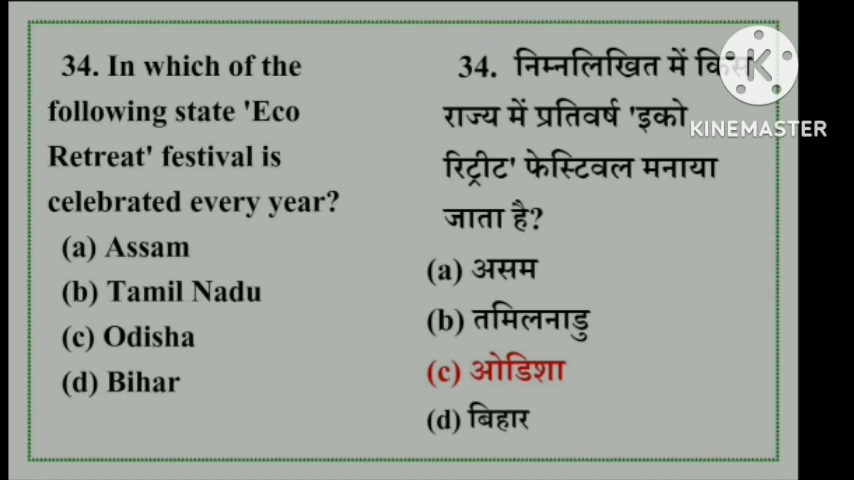 34. In which of the
following state 'Eco
Retreat' festival is
celebrated every year?
(a) Assam
(b) Tamil Nadu
(c) Odisha
(d) Bihar
34. निम्नलिखित में किस
राज्य में प्रतिवर्ष 'इको
रिट्रीट' फेस्टिवल मनाया
जाता है?
(a) असम
(b) तमिलनाडु
(c) ओडिशा
(d) बिहार
K
KINEMASTER